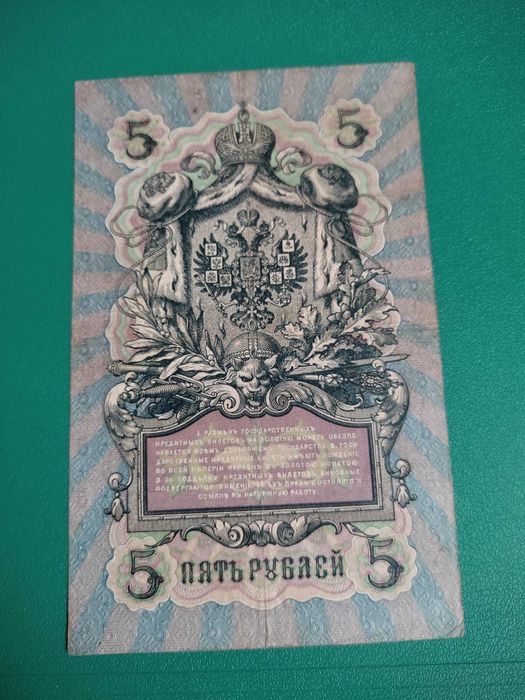 5 5
1. РАЗМѢНЪ ГОСУДАРСТВЕННЫХЪ
КРЕДИТНЫХЪ БИЛЕТОВЪ НА ЗОЛОТУЮ МОНЕТУ ОБЕЗПЕ-
ЧИВАЕТСЯ ВСѢМЪ ДОСТОЯНІЕМЪ ГОСУДАРСТВА. 2. ГОСУ-
ДАРСТВЕННЫЕ КРЕДИТНЫЕ БИЛЕТЫ ИМѢЮТЪ ХОЖДЕНІЕ
ВО ВСЕЙ ИМПЕРІИ НАРАВНѢ СЪ ЗОЛОТОЮ МОНЕТОЮ.
3. ЗА ПОДДѢЛКУ КРЕДИТНЫХЪ БИЛЕТОВЪ ВИНОВНЫЕ
ПОДВЕРГАЮТСЯ ЛИШЕНІЮ ВСѢХЪ ПРАВЪ СОСТОЯНІЯ И
ССЫЛКѢ ВЪ КАТОРЖНУЮ РАБОТУ.
5 ПЯТЬ РУБЛЕЙ 5